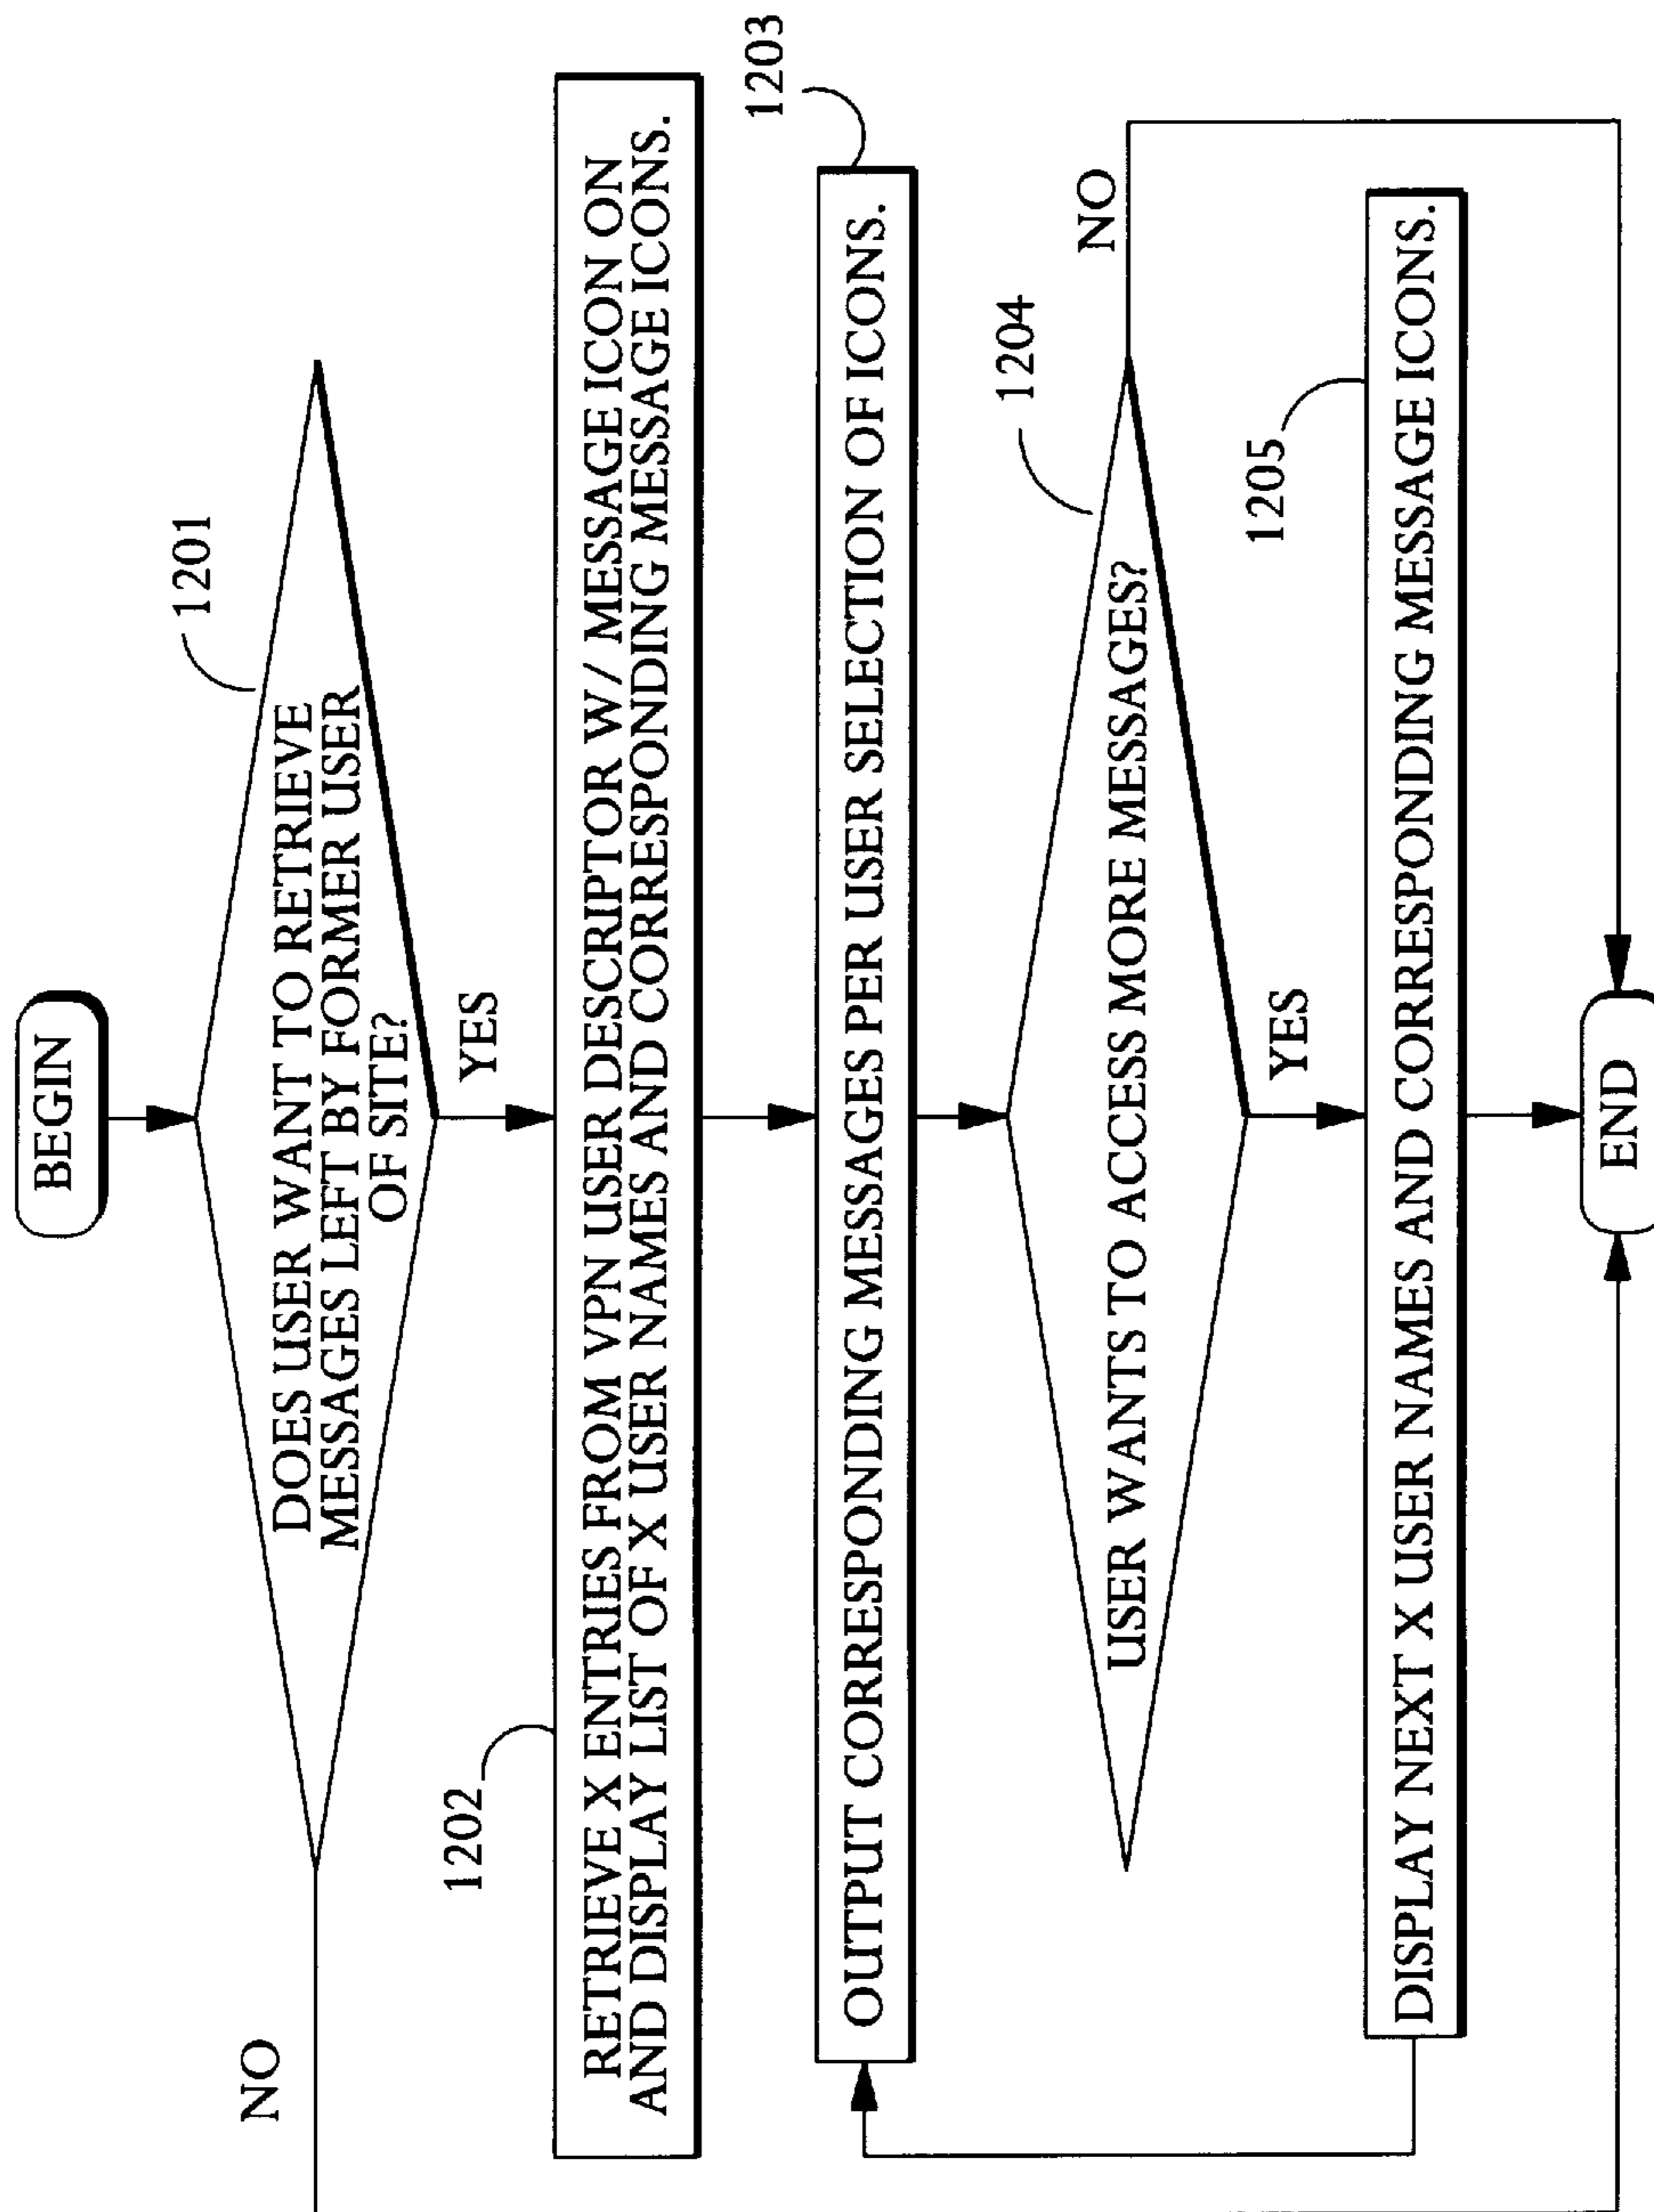 BEGIN
1201
DOES USER WANT TO RETRIEVE
MESSAGES LEFT BY FORMER USER
OF SITE?
NO
YES
1202
RETRIEVE X ENTRIES FROM VPN USER DESCRIPTOR W/ MESSAGE ICON ON
AND DISPLAY LIST OF X USER NAMES AND CORRESPONDING MESSAGE ICONS.
1203
OUTPUT CORRESPONDING MESSAGES PER USER SELECTION OF ICONS.
1204
USER WANTS TO ACCESS MORE MESSAGES?
NO
YES
1205
DISPLAY NEXT X USER NAMES AND CORRESPONDING MESSAGE ICONS.
END